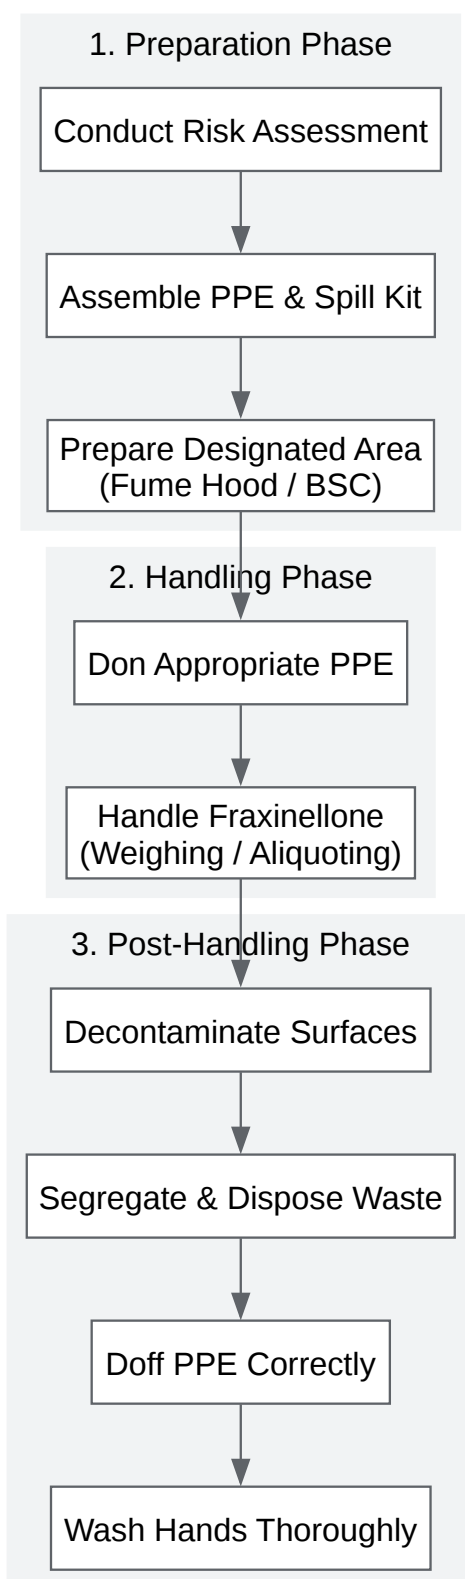 1. Preparation Phase
Conduct Risk Assessment
Assemble PPE & Spill Kit
Prepare Designated Area
(Fume Hood / BSC)
2. Handling Phase
Don Appropriate PPE
Handle Fraxinellone
(Weighing / Aliquoting)
3. Post-Handling Phase
Decontaminate Surfaces
Segregate & Dispose Waste
Doff PPE Correctly
Wash Hands Thoroughly